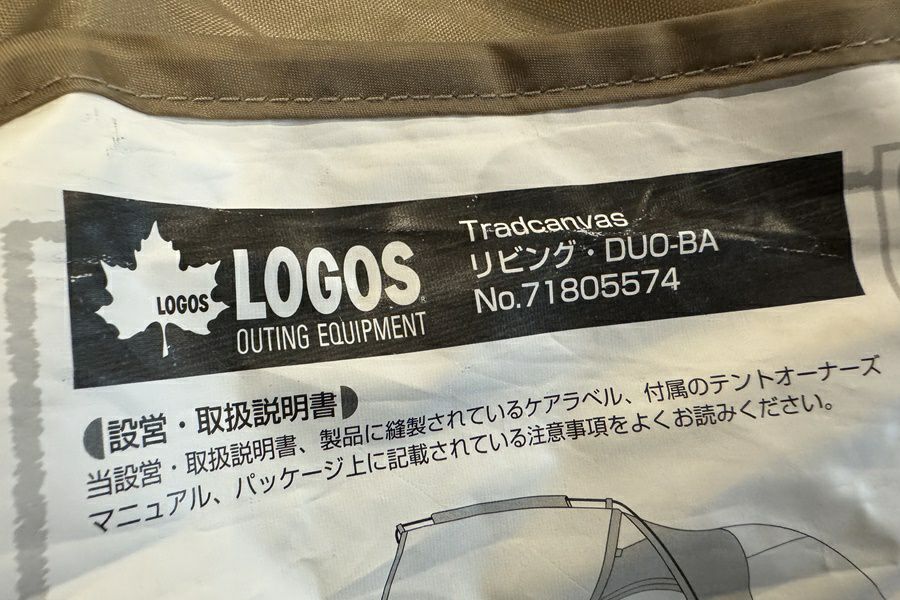 LOGOS
LOGOS
OUTING EQUIPMENT
Tradcanvas
リビング・DUO-BA
No.71805574
設営・取扱説明書
当設営・取扱説明書、製品に縫製されているケアラベル、付属のテントオーナーズ
マニュアル、パッケージ上に記載されている注意事項をよくお読みください。